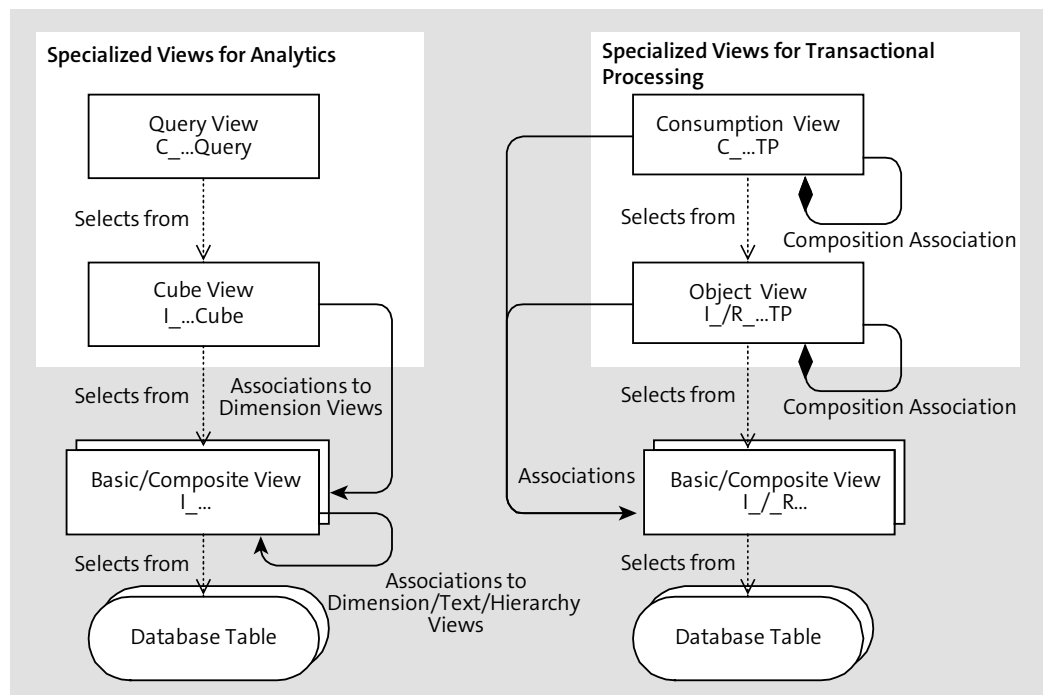 Specialized Views for Analytics
Query View
C_...Query
Selects from
Cube View
I_...Cube
Selects from
Associations to
Dimension Views
Basic/Composite View
I_...
Selects from
Associations to
Dimension/Text/Hierarchy
Views
Database Table
Specialized Views for Transactional
Processing
Consumption View
C_...TP
Selects from
Composition Association
Object View
I_/R_...TP
Selects from
Composition Association
Associations
Basic/Composite View
I_/_R...
Selects from
Database Table